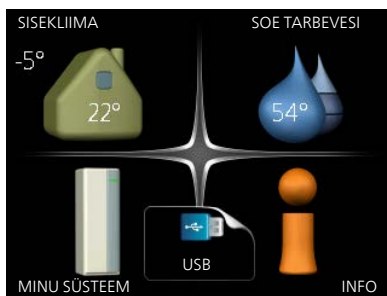 SISEKLIIMA
SOE TARBEVESI
-5°
22°
54°
USB
MINU SÜSTEEM
INFO